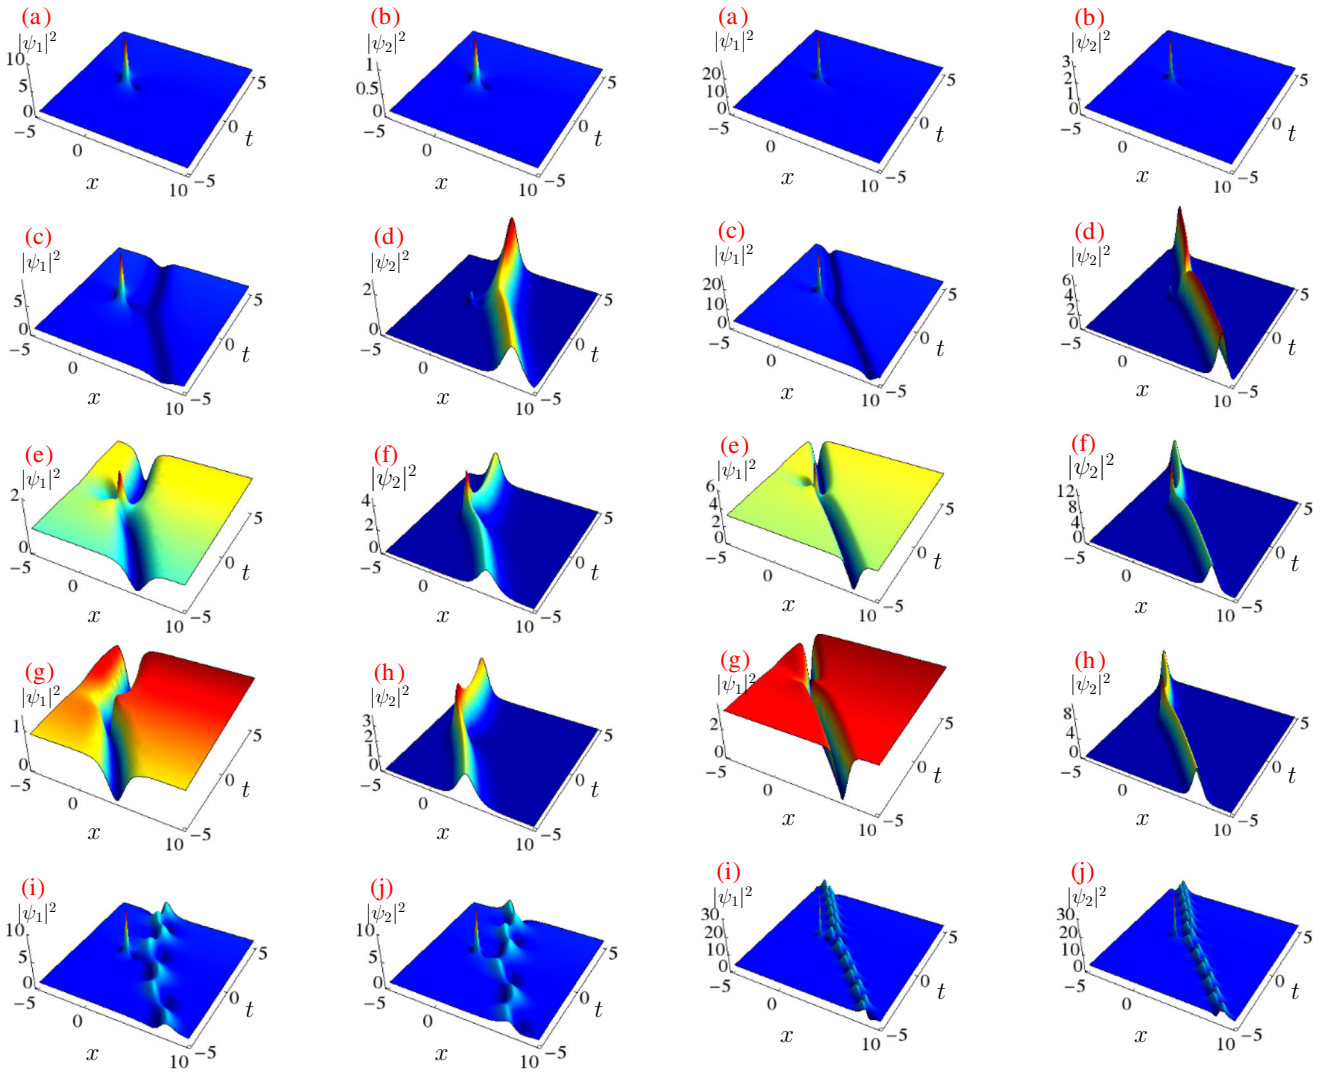 (a) (b) (a) (b)
|ψ₁|² |ψ₂|² |ψ₁|² |ψ₂|²
10 5 0 −5 0 10 x −5 0 5 t
1 0.5 0 −5 0 10 x −5 0 5 t
20 10 0 −5 0 10 x −5 0 5 t
3 2 1 0 −5 0 10 x −5 0 5 t
(c) (d) (c) (d)
|ψ₁|² |ψ₂|² |ψ₁|² |ψ₂|²
5 0 −5 0 10 x −5 0 5 t
2 0 −5 0 10 x −5 0 5 t
20 10 0 −5 0 10 x −5 0 5 t
6 4 2 0 −5 0 10 x −5 0 5 t
(e) (f) (e) (f)
|ψ₁|² |ψ₂|² |ψ₁|² |ψ₂|²
2 0 −5 0 10 x −5 0 5 t
4 2 0 −5 0 10 x −5 0 5 t
6 4 2 0 −5 0 10 x −5 0 5 t
12 8 4 0 −5 0 10 x −5 0 5 t
(g) (h) (g) (h)
|ψ₁|² |ψ₂|² |ψ₁|² |ψ₂|²
1 0 −5 0 10 x −5 0 5 t
3 2 1 0 −5 0 10 x −5 0 5 t
2 0 −5 0 10 x −5 0 5 t
8 4 0 −5 0 10 x −5 0 5 t
(i) (j) (i) (j)
|ψ₁|² |ψ₂|² |ψ₁|² |ψ₂|²
10 5 0 −5 0 10 x −5 0 5 t
10 5 0 −5 0 10 x −5 0 5 t
30 20 10 0 −5 0 10 x −5 0 5 t
30 20 10 0 −5 0 10 x −5 0 5 t